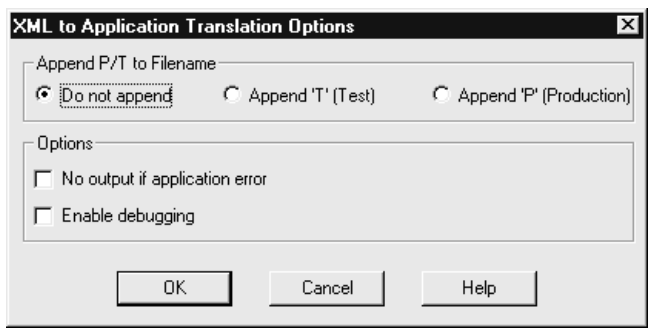 XML to Application Translation Options
Append P/T to Filename
Do not append Append 'T' (Test) Append 'P' (Production)
Options
No output if application error
Enable debugging
OK Cancel Help